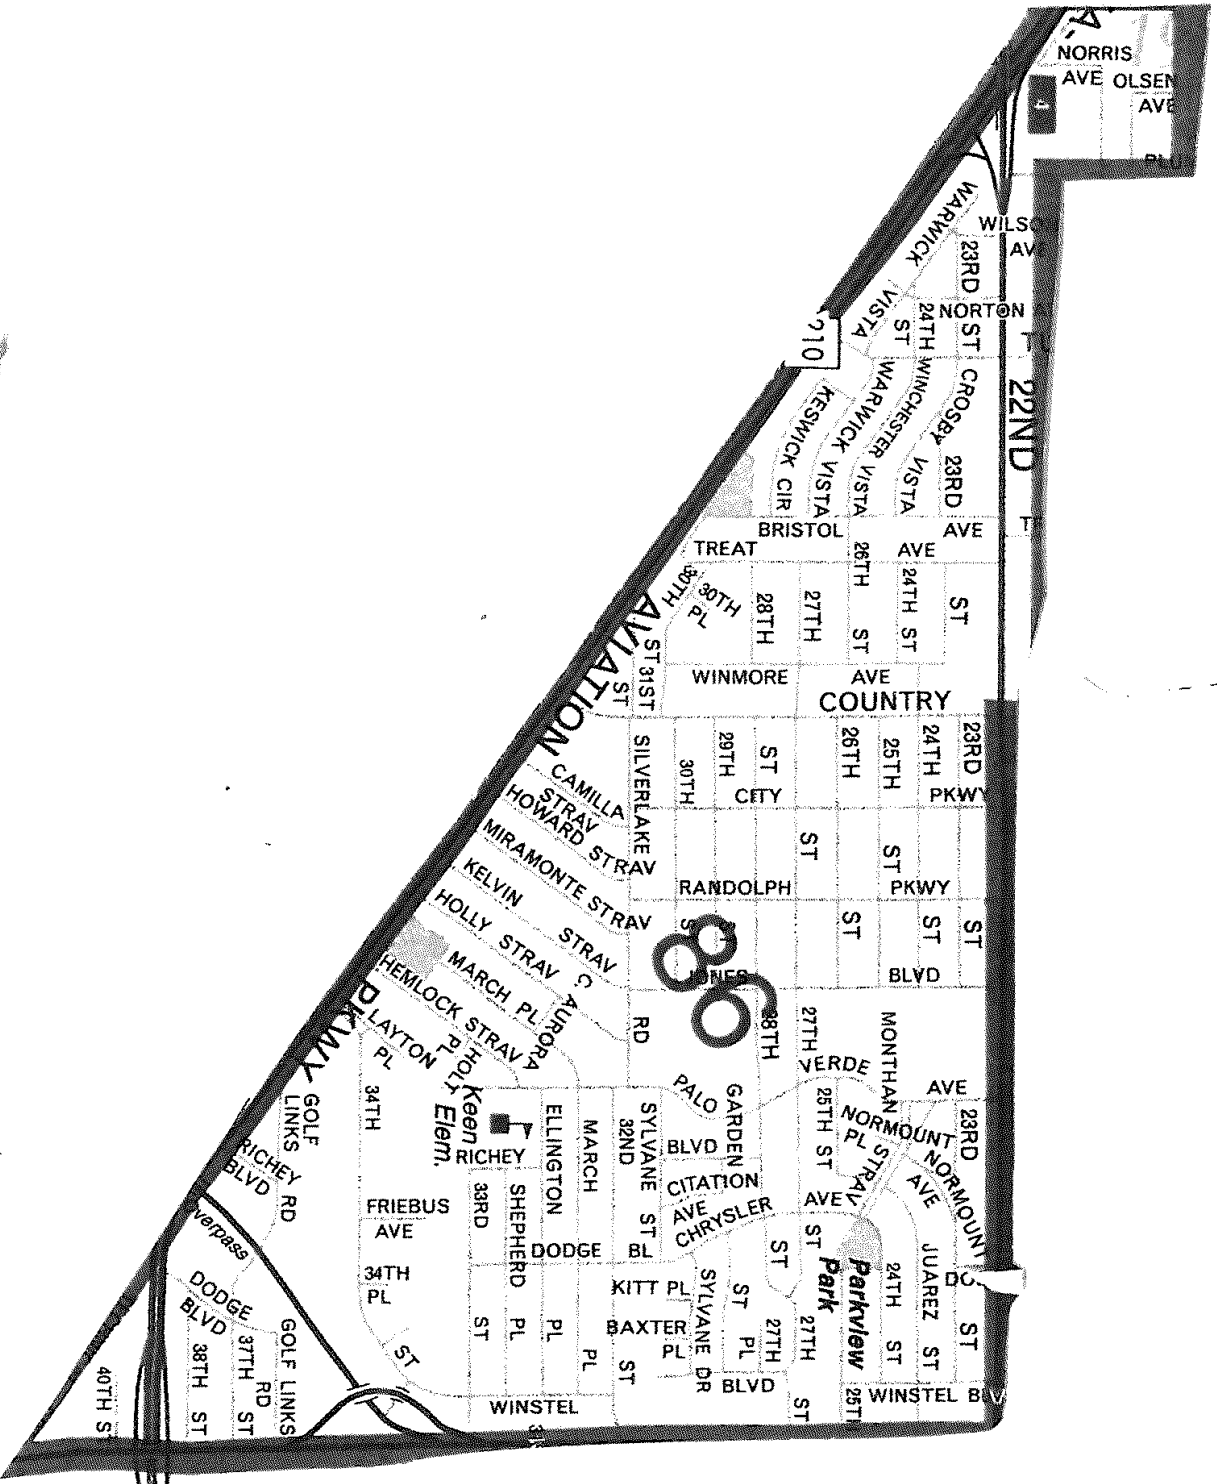 NORRIS
AVE OLSEN
AVE
WARWICK
23RD
VISTA
ST
24TH
NORTON
ST
210
22ND
KESWICK CIR
WARWICK VISTA
WINCHESTER VISTA
CROSBY
VISTA
23RD
BRISTOL
AVE
TREAT
AVE
30TH
30TH
PL
28TH
27TH
26TH
ST
24TH
ST
ST
AVIATION
ST
31ST
ST
WINMORE
AVE
COUNTRY
SILVERLAKE
30TH
29TH
ST
26TH
25TH
24TH
23RD
CAMILLA
STRAV
CITY
PKWY
HOWARD STRAV
MIRAMONTE STRAV
ST
ST
KELVIN
STRAV
RANDOLPH
PKWY
HOLLY STRAV
ST
ST
ST
MARCH PL
JONES
BLVD
86
HEMLOCK STRAV
AURORA
RD
28TH
27TH
MONTHAN
PKWY
LAYTON
PL
HOLT
PL
VERDE
AVE
34TH
Keen
Elem.
PALO
GARDEN
25TH
ST
NORMOUNT
PL
STRAV
23RD
GOLF
LINKS
RD
RICHEY
BLVD
RICHEY
ELLINGTON
MARCH
32ND
SYLVANE
ST
BLVD
CITATION
NORMOUNT
AVE
FRIEBUS
AVE
33RD
SHEPHERD
AVE
CHRYSLER
AVE
ST
DODGE
BL
ST
Parkview
Park
24TH
JUAREZ
34TH
PL
KITT PL
SYLVANE DR
ST
DODGE
BLVD
BAXTER
PL
PL
27TH
27TH
ST
ST
ST
38TH
37TH
RD
GOLF LINKS
ST
ST
PL
PL
PL
ST
BLVD
40TH
ST
ST
WINSTEL
ST
25TH
WINSTEL